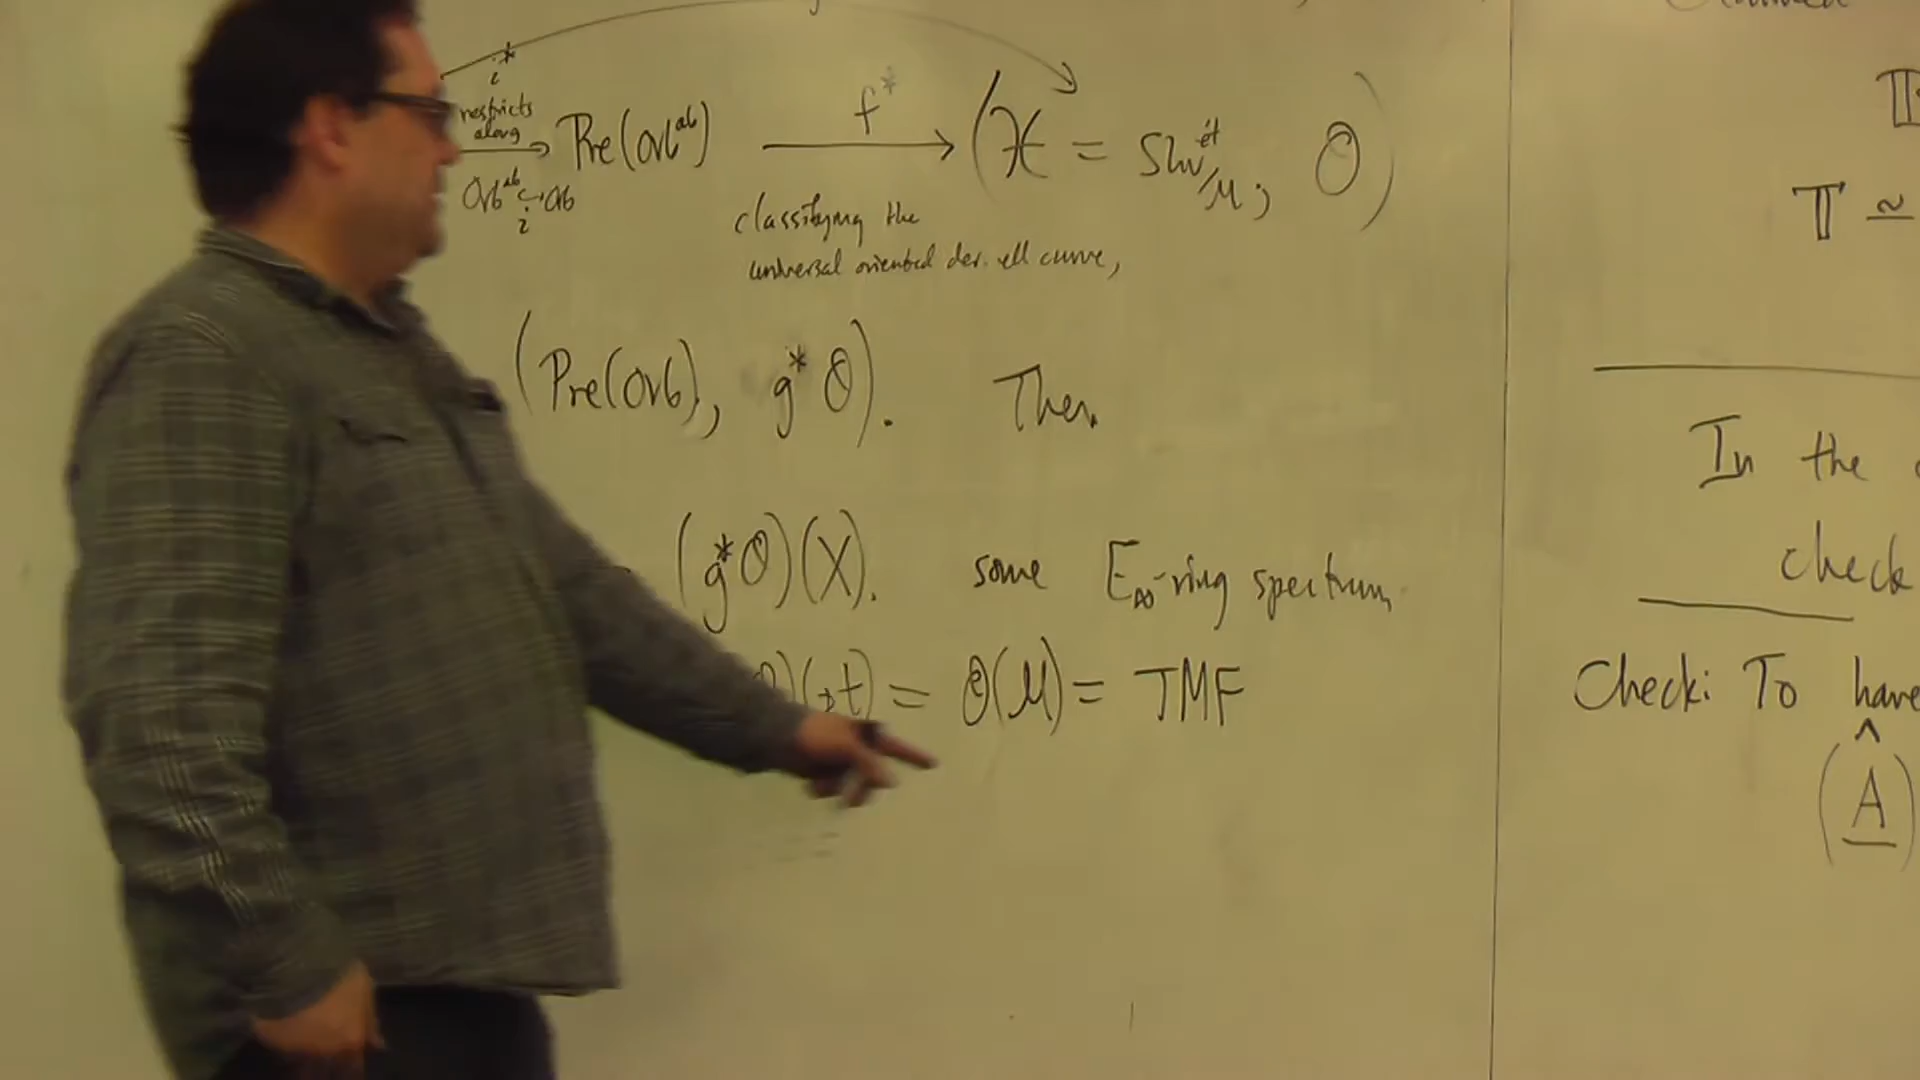 i*
restricts
along
Orb^ab ↪ Orb
i
Pre(Orb^ab)
f*
(𝒳 = Shv^ét_/M; O)
classifying the
universal oriented der. ell curve,
(Pre(Orb), g*O). Then
(g*O)(X). some E∞-ring spectrum
O)(pt) = O(M) = TMF
T ≃
In the
check
Check: To have
^
(A)